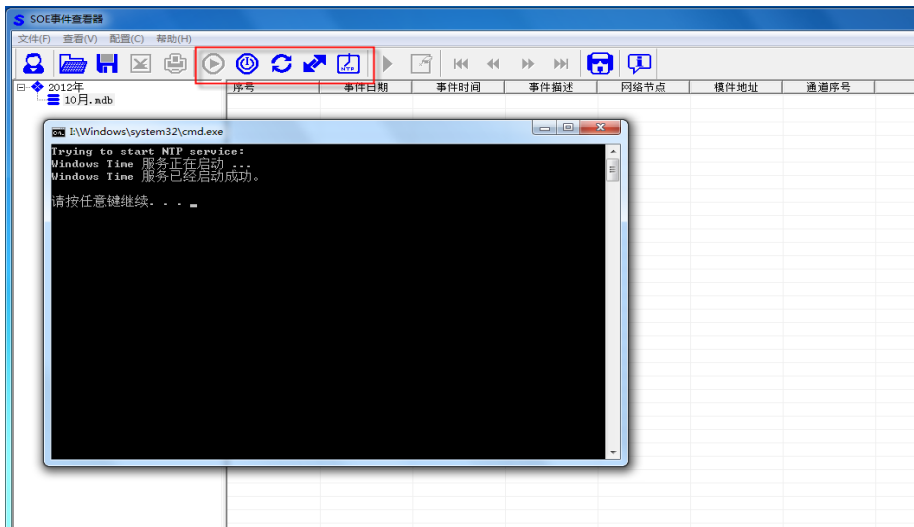 SOE事件查看器
文件(F) 查看(V) 配置(C) 帮助(H)
NTP
2012年
10月.mdb
序号 事件日期 事件时间 事件描述 网络节点 模件地址 通道序号
I:\Windows\system32\cmd.exe
Trying to start NTP service:
Windows Time 服务正在启动 ...
Windows Time 服务已经启动成功。
请按任意键继续. . .